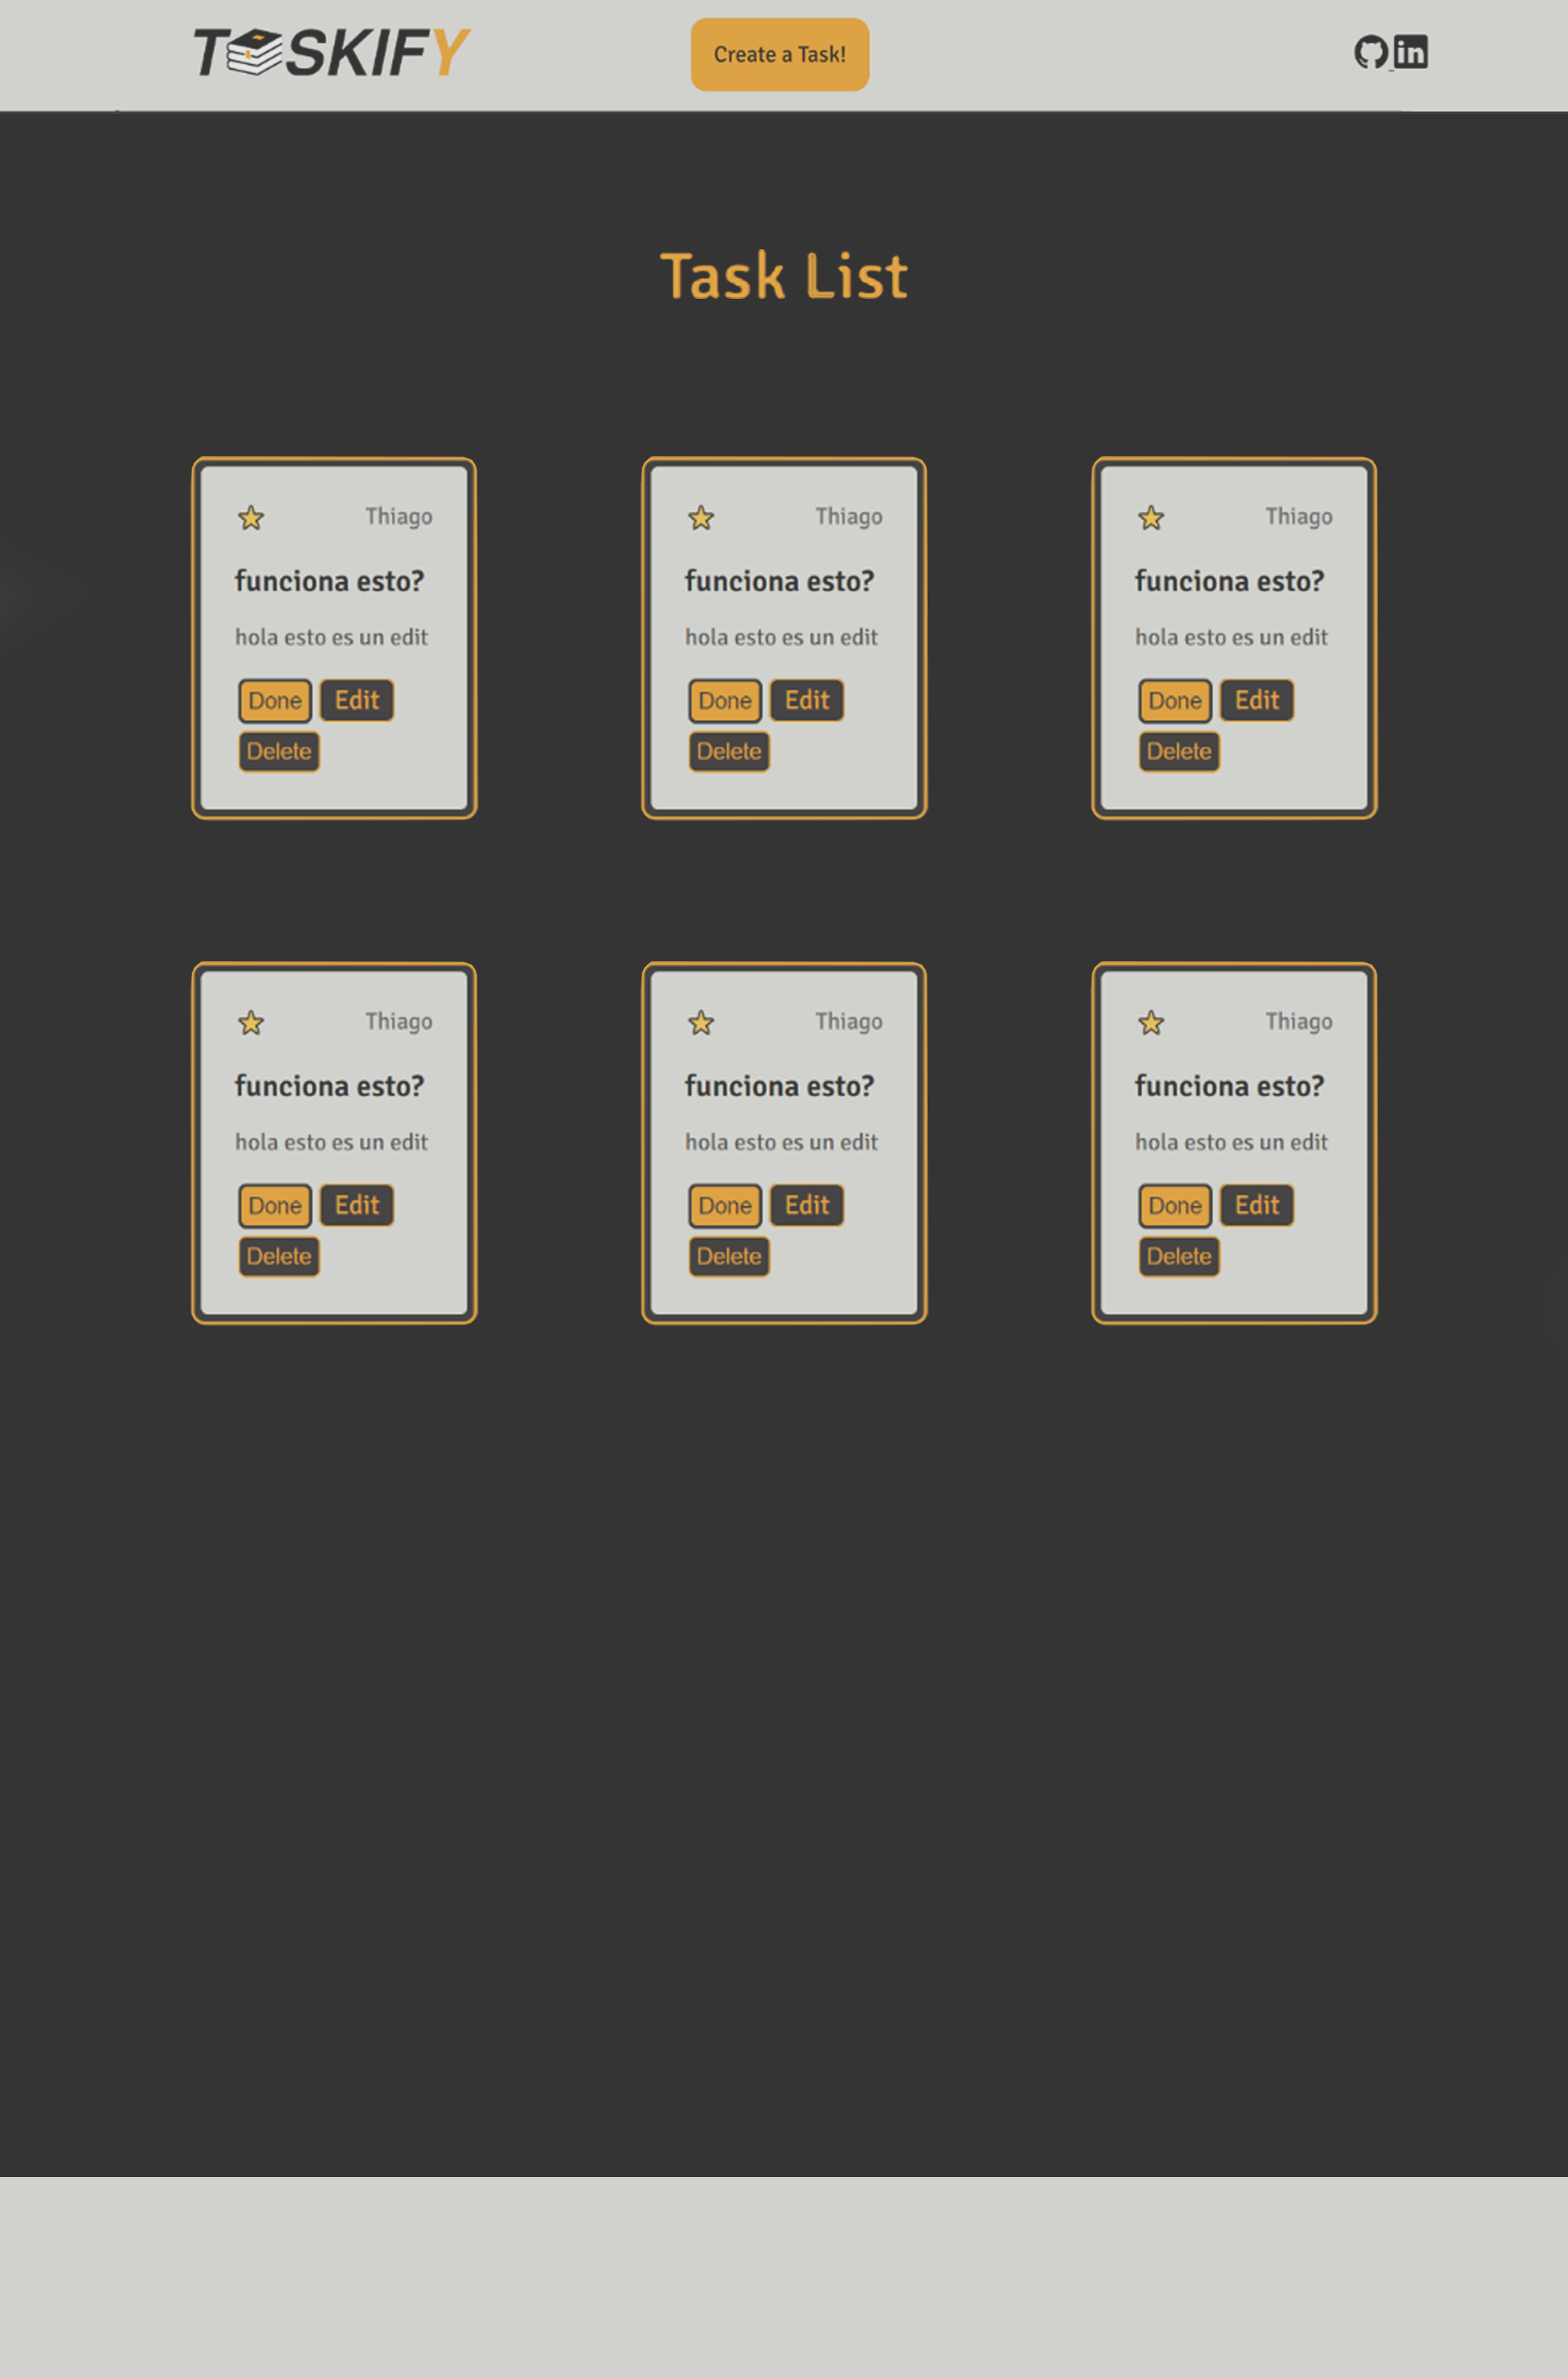 TASKIFY
Create a Task!
in
Task List
Thiago
funciona esto?
hola esto es un edit
Done Edit
Delete
Thiago
funciona esto?
hola esto es un edit
Done Edit
Delete
Thiago
funciona esto?
hola esto es un edit
Done Edit
Delete
Thiago
funciona esto?
hola esto es un edit
Done Edit
Delete
Thiago
funciona esto?
hola esto es un edit
Done Edit
Delete
Thiago
funciona esto?
hola esto es un edit
Done Edit
Delete